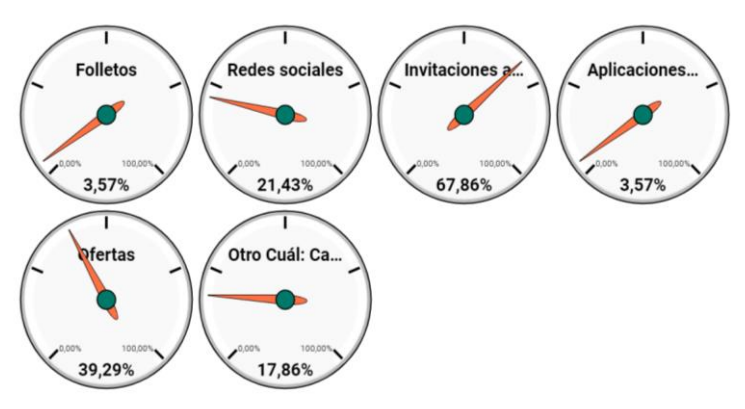 Folletos
0,00% 100,00%
3,57%
Redes sociales
0,00% 100,00%
21,43%
Invitaciones a...
0,00% 100,00%
67,86%
Aplicaciones...
0,00% 100,00%
3,57%
Ofertas
0,00% 100,00%
39,29%
Otro Cuál: Ca...
0,00% 100,00%
17,86%